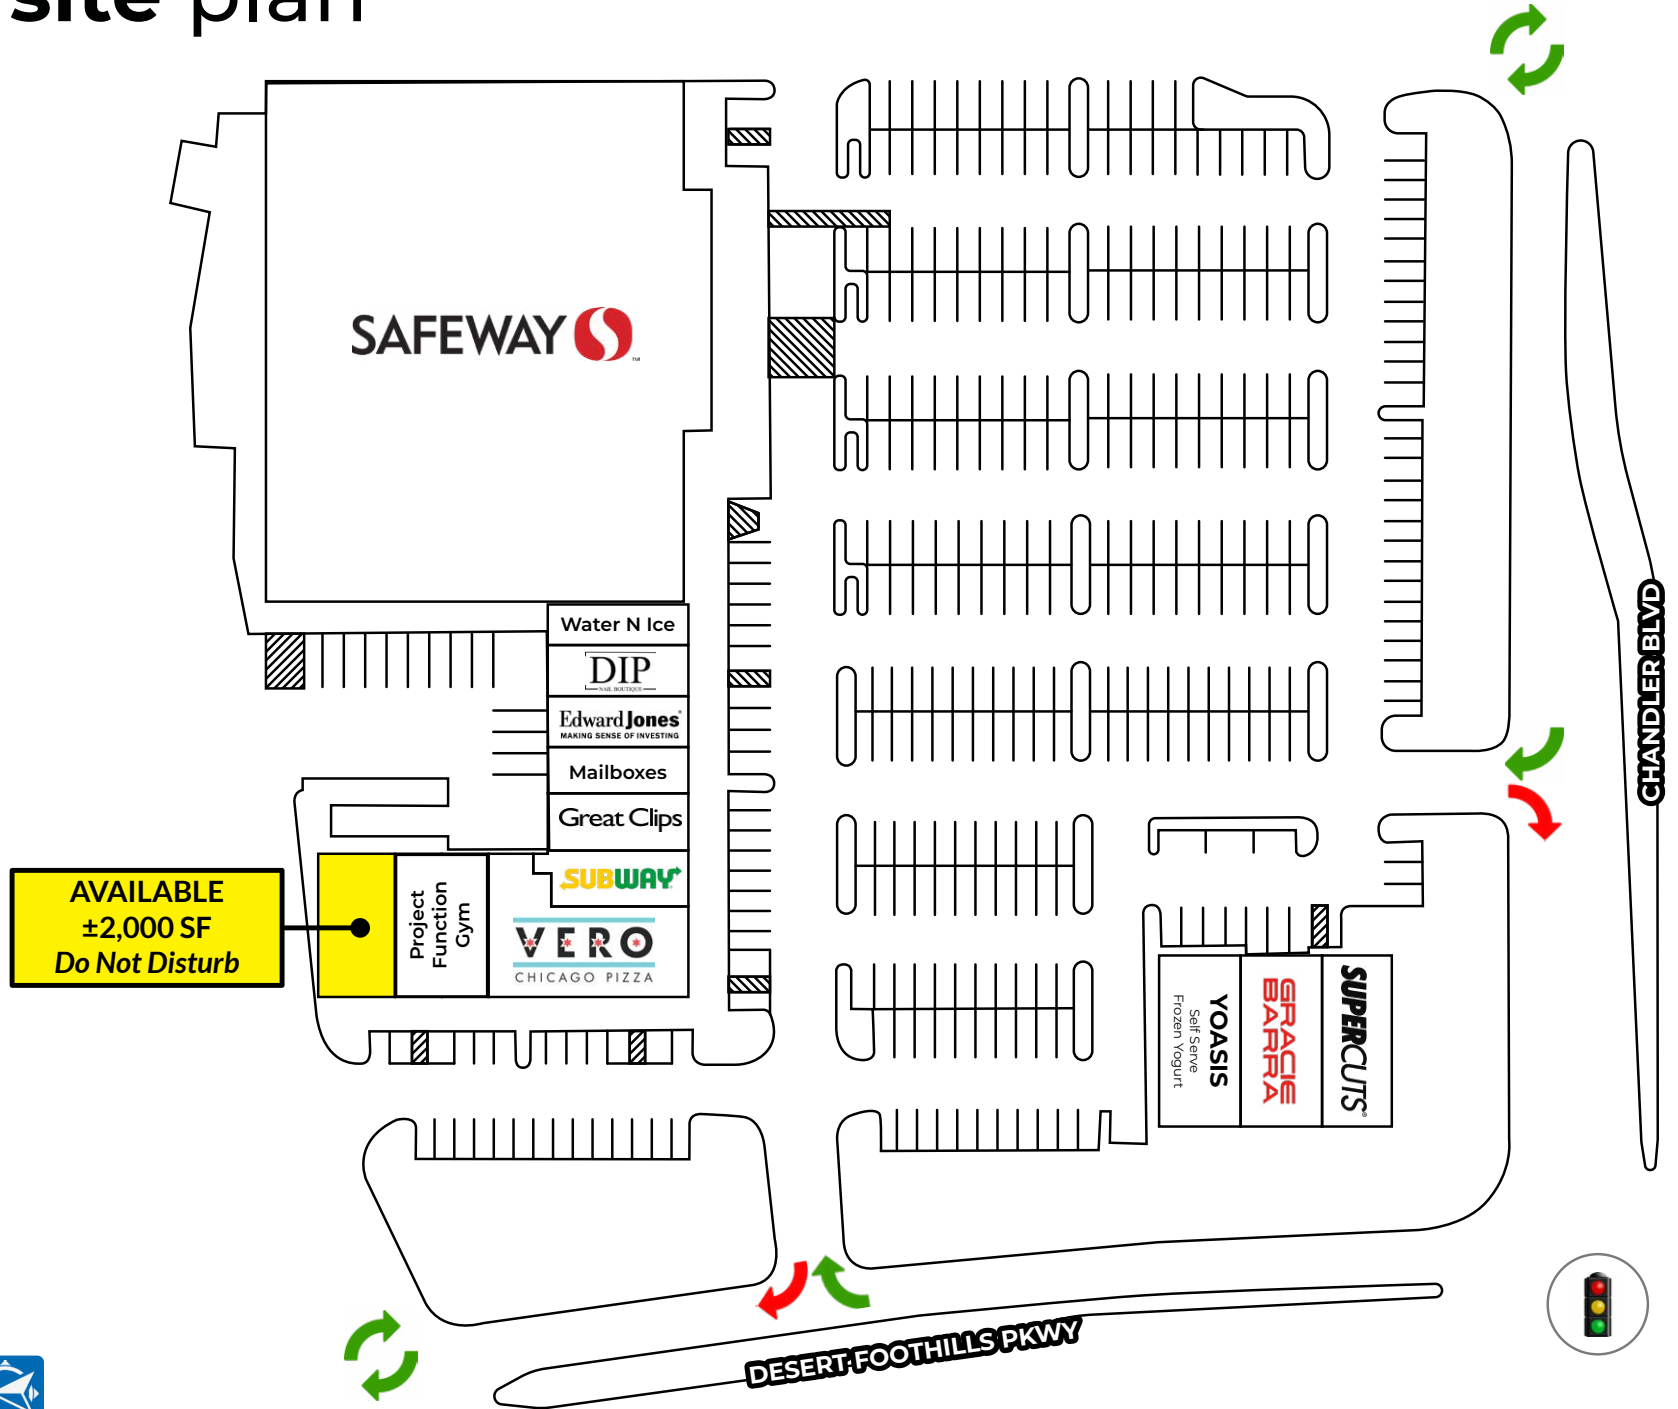 site plan
SAFEWAY
TM
Water N Ice
DIP
NAIL BOUTIQUE
Edward Jones®
MAKING SENSE OF INVESTING
Mailboxes
Great Clips
SUBWAY
AVAILABLE
±2,000 SF
Do Not Disturb
Project
Function
Gym
VERO
CHICAGO PIZZA
YOASIS
Self Serve
Frozen Yogurt
GRACIE
BARRA
SUPERCUTS®
CHANDLER BLVD
DESERT FOOTHILLS PKWY